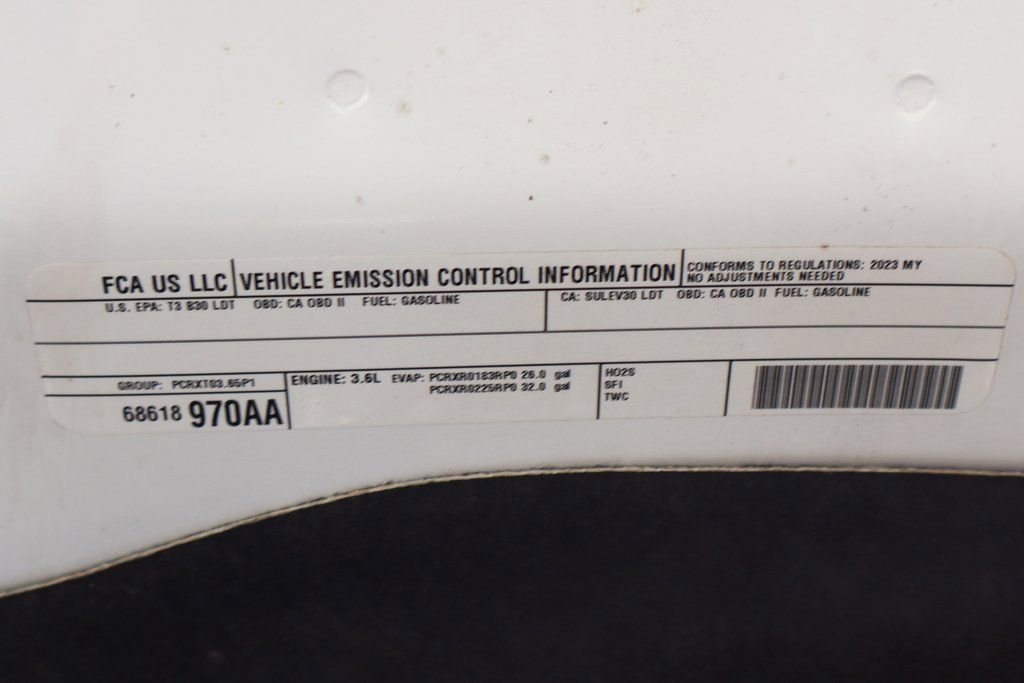 FCA US LLC VEHICLE EMISSION CONTROL INFORMATION
CONFORMS TO REGULATIONS: 2023 MY
NO ADJUSTMENTS NEEDED
U.S. EPA: T3 B30 LDT OBD: CA OBD II FUEL: GASOLINE
CA: SULEV30 LDT OBD: CA OBD II FUEL: GASOLINE
GROUP: PCRXT03.65P1
68618 970AA
ENGINE: 3.6L EVAP: PCRXR0183RP0 26.0 gal
PCRXR0225RP0 32.0 gal
HO2S
SFI
TWC